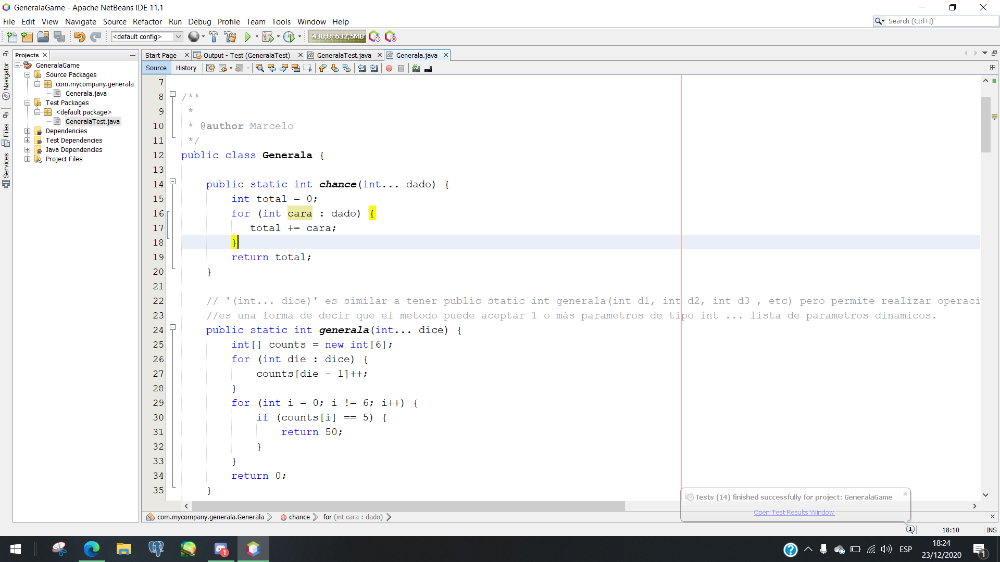 GeneralaGame - Apache NetBeans IDE 11.1
File Edit View Navigate Source Refactor Run Debug Profile Team Tools Window Help
Search (Ctrl+I)
<default config>
430,8/632,5MB
Projects
Start Page
Output - Test (GeneralaTest)
GeneralaTest.java
Generala.java
Source
History
Navigator
Files
Services
GeneralaGame
Source Packages
com.mycompany.generala
Generala.java
Test Packages
<default package>
GeneralaTest.java
Dependencies
Test Dependencies
Java Dependencies
Project Files
7
8 /**
9 *
10 * @author Marcelo
11 */
12 public class Generala {
13
14 public static int chance(int... dado) {
15 int total = 0;
16 for (int cara : dado) {
17 total += cara;
18 }
19 return total;
20 }
21
22 // '(int... dice)' es similar a tener public static int generala(int d1, int d2, int d3 , etc) pero permite realizar operaci
23 //es una forma de decir que el metodo puede aceptar 1 o más parametros de tipo int ... lista de parametros dinamicos.
24 public static int generala(int... dice) {
25 int[] counts = new int[6];
26 for (int die : dice) {
27 counts[die - 1]++;
28 }
29 for (int i = 0; i != 6; i++) {
30 if (counts[i] == 5) {
31 return 50;
32 }
33 }
34 return 0;
35 }
Tests (14) finished successfully for project: GeneralaGame
Open Test Results Window
com.mycompany.generala.Generala
chance
for (int cara : dado)
1
18:10
INS
1
ESP
18:24
23/12/2020
1